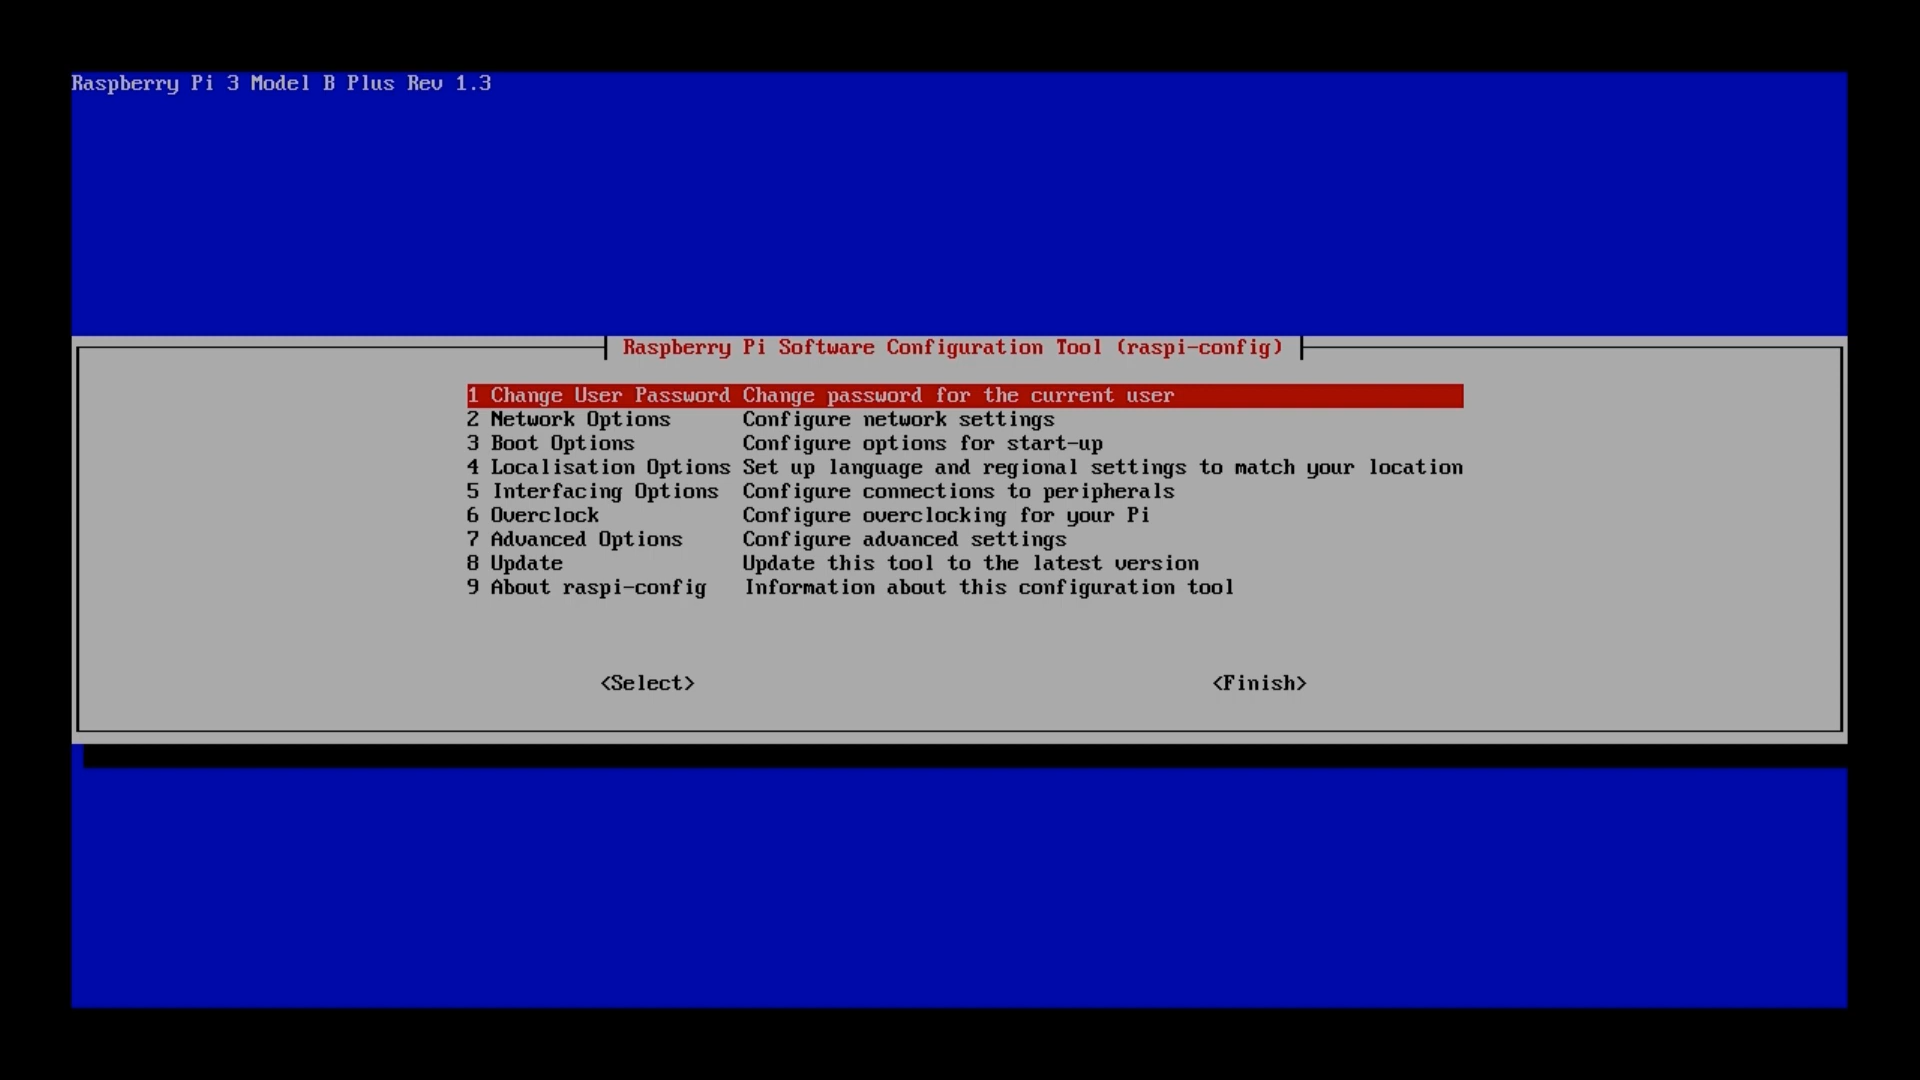 Raspberry Pi 3 Model B Plus Rev 1.3
Raspberry Pi Software Configuration Tool (raspi-config)
1 Change User Password Change password for the current user
2 Network Options Configure network settings
3 Boot Options Configure options for start-up
4 Localisation Options Set up language and regional settings to match your location
5 Interfacing Options Configure connections to peripherals
6 Overclock Configure overclocking for your Pi
7 Advanced Options Configure advanced settings
8 Update Update this tool to the latest version
9 About raspi-config Information about this configuration tool
<Select> <Finish>